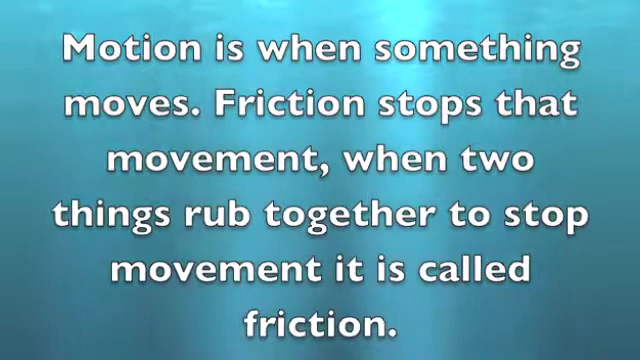 Motion is when something
moves. Friction stops that
movement, when two
things rub together to stop
movement it is called
friction.